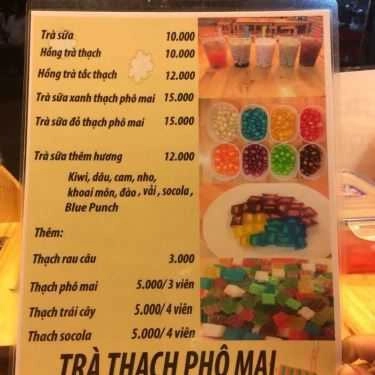 Trà sữa 10.000
Hồng trà thạch 10.000
Hồng trà tắc thạch 12.000
Trà sữa xanh thạch phô mai 15.000
Trà sữa đỏ thạch phô mai 15.000
Trà sữa thêm hương 12.000
Kiwi, dâu, cam, nho,
khoai môn, đào, vải, socola,
Blue Punch
Thêm:
Thạch rau câu 3.000
Thạch phô mai 5.000/3 viên
Thạch trái cây 5.000/ 4 viên
Thach socola 5.000/ 4 viên
TRÀ THẠCH PHÔ MAI